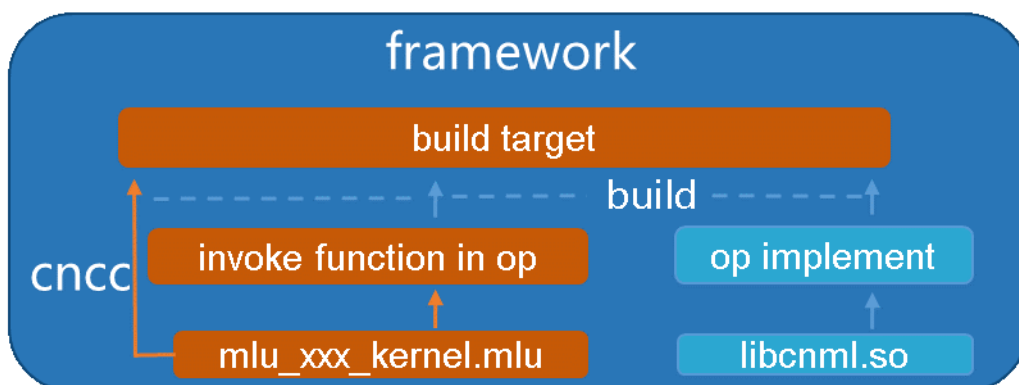 framework
build target
build
invoke function in op
op implement
cncc
mlu_xxx_kernel.mlu
libcnml.so